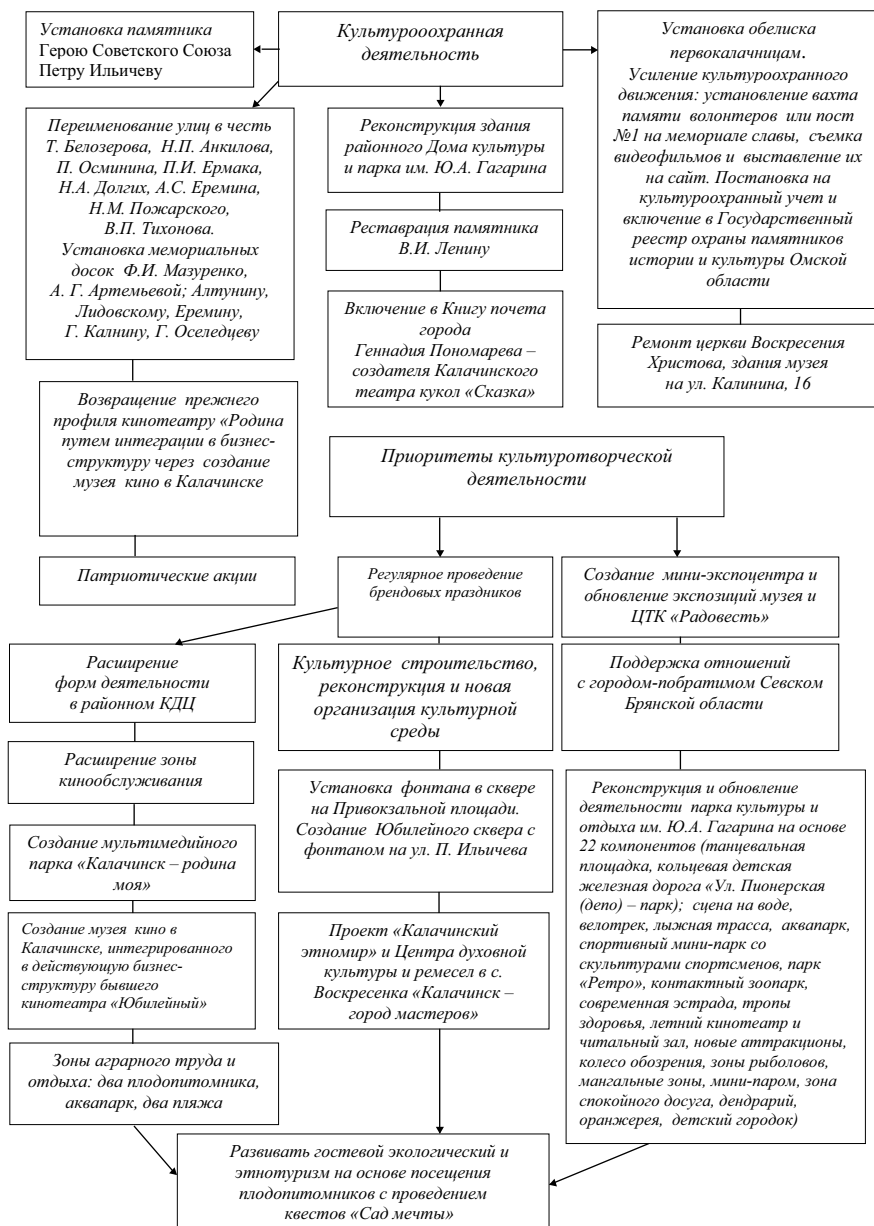 Установка памятника
Герою Советского Союза
Петру Ильичеву
Культурооохранная
деятельность
Установка обелиска
первокалачницам.
Усиление культуроохранного
движения: установление вахта
памяти волонтеров или пост
№1 на мемориале славы, съемка
видеофильмов и выставление их
на сайт. Постановка на
культуроохранный учет и
включение в Государственный
реестр охраны памятников
истории и культуры Омской
области
Переименование улиц в честь
Т. Белозерова, Н.П. Анкилова,
П. Осминина, П.И. Ермака,
Н.А. Долгих, А.С. Еремина,
Н.М. Пожарского,
В.П. Тихонова.
Установка мемориальных
досок Ф.И. Мазуренко,
А. Г. Артемьевой; Алтунину,
Лидовскому, Еремину,
Г. Калнину, Г. Оселедцеву
Реконструкция здания
районного Дома культуры
и парка им. Ю.А. Гагарина
Реставрация памятника
В.И. Ленину
Включение в Книгу почета
города
Геннадия Пономарева –
создателя Калачинского
театра кукол «Сказка»
Ремонт церкви Воскресения
Христова, здания музея
на ул. Калинина, 16
Возвращение прежнего
профиля кинотеатру «Родина
путем интеграции в бизнес-
структуру через создание
музея кино в Калачинске
Приоритеты культуротворческой
деятельности
Патриотические акции
Регулярное проведение
брендовых праздников
Создание мини-экспоцентра и
обновление экспозиций музея и
ЦТК «Радовесть»
Расширение
форм деятельности
в районном КДЦ
Культурное строительство,
реконструкция и новая
организация культурной
среды
Поддержка отношений
с городом-побратимом Севском
Брянской области
Расширение зоны
кинообслуживания
Установка фонтана в сквере
на Привокзальной площади.
Создание Юбилейного сквера с
фонтаном на ул. П. Ильичева
Реконструкция и обновление
деятельности парка культуры и
отдыха им. Ю.А. Гагарина на основе
22 компонентов (танцевальная
площадка, кольцевая детская
железная дорога «Ул. Пионерская
(депо) – парк); сцена на воде,
велотрек, лыжная трасса, аквапарк,
спортивный мини-парк со
скульптурами спортсменов, парк
«Ретро», контактный зоопарк,
современная эстрада, тропы
здоровья, летний кинотеатр и
читальный зал, новые аттракционы,
колесо обозрения, зоны рыболовов,
мангальные зоны, мини-паром, зона
спокойного досуга, дендрарий,
оранжерея, детский городок)
Создание мультимедийного
парка «Калачинск – родина
моя»
Создание музея кино в
Калачинске, интегрированного
в действующую бизнес-
структуру бывшего
кинотеатра «Юбилейный»
Проект «Калачинский
этномир» и Центра духовной
культуры и ремесел в с.
Воскресенка «Калачинск –
город мастеров»
Зоны аграрного труда и
отдыха: два плодопитомника,
аквапарк, два пляжа
Развивать гостевой экологический и
этнотуризм на основе посещения
плодопитомников с проведением
квестов «Сад мечты»